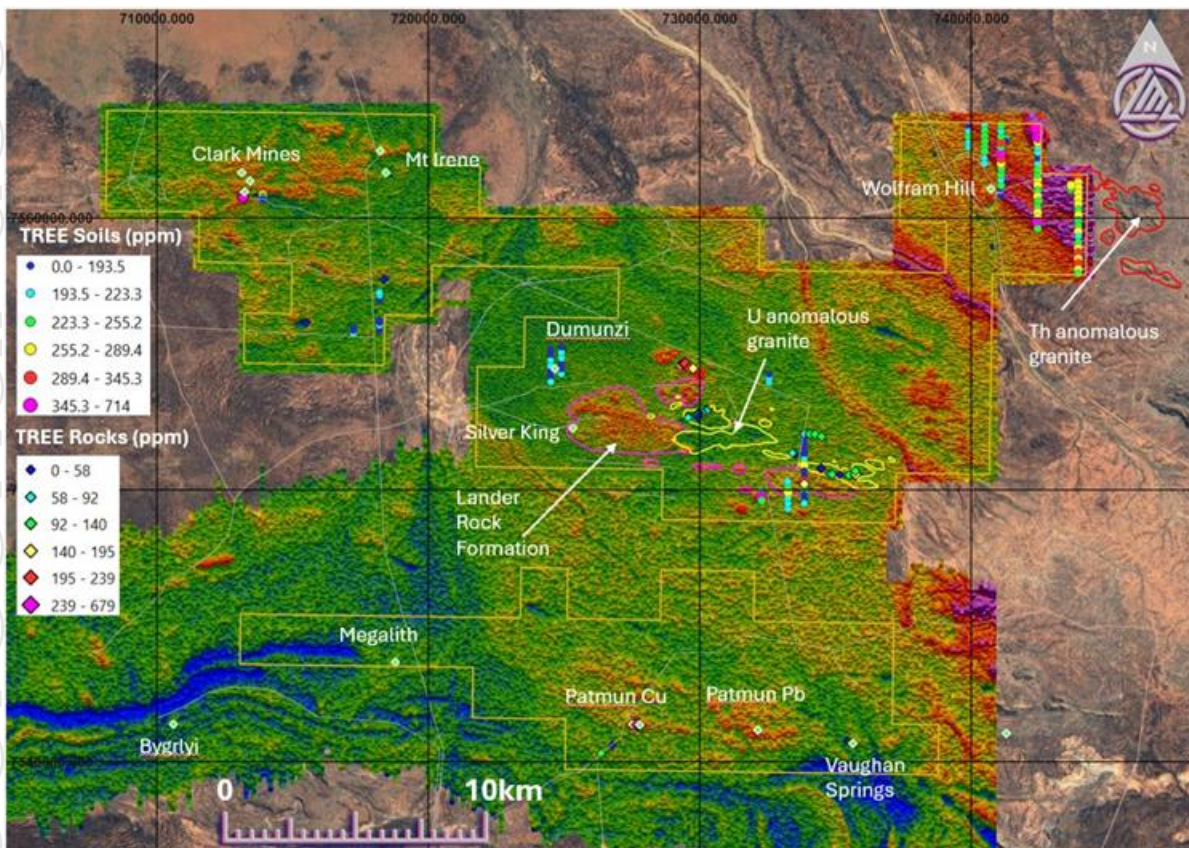 710000.000
720000.000
730000.000
740000.000
N
Clark Mines
Mt Irene
Wolfram Hill
7560000.000
TREE Soils (ppm)
0.0 - 193.5
193.5 - 223.3
223.3 - 255.2
255.2 - 289.4
289.4 - 345.3
345.3 - 714
TREE Rocks (ppm)
0 - 58
58 - 92
92 - 140
140 - 195
195 - 239
239 - 679
Dumunzi
U anomalous
granite
Th anomalous
granite
Silver King
Lander
Rock
Formation
Megalith
Patmun Cu
Patmun Pb
Bygrlyi
Vaughan
Springs
0
10km